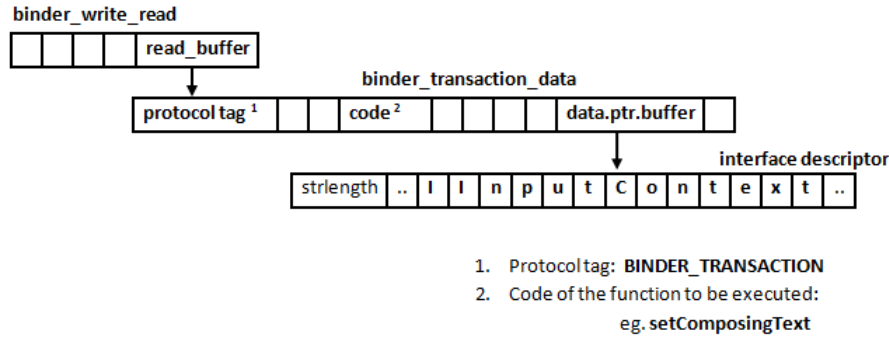 binder_write_read
read_buffer
binder_transaction_data
protocol tag 1 code 2 data.ptr.buffer
interface descriptor
strlength .. I I n p u t C o n t e x t ..
1. Protocol tag: BINDER_TRANSACTION
2. Code of the function to be executed:
eg. setComposingText